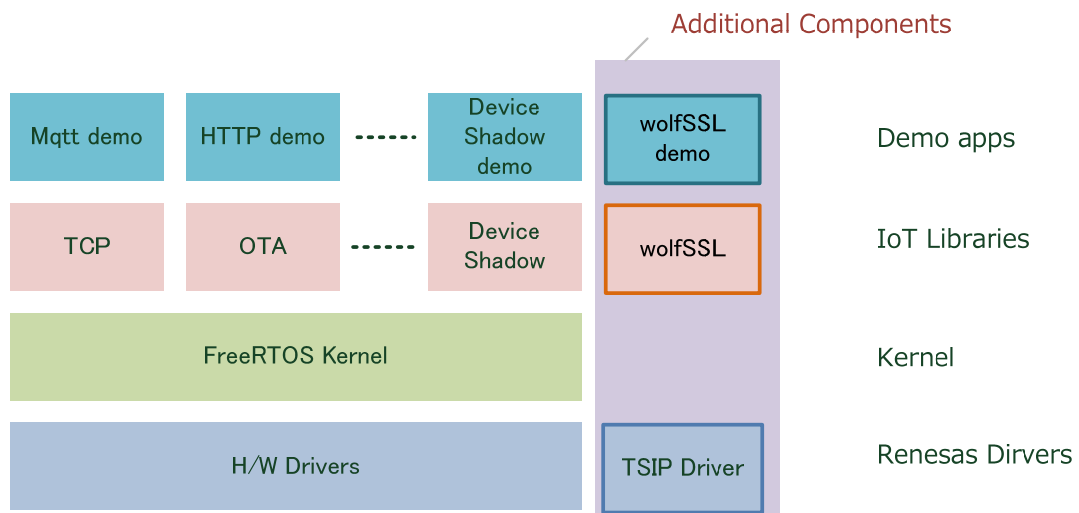 Additional Components
Mqtt demo
HTTP demo
Device
Shadow
demo
wolfSSL
demo
Demo apps
TCP
OTA
Device
Shadow
wolfSSL
IoT Libraries
FreeRTOS Kernel
Kernel
H/W Drivers
TSIP Driver
Renesas Dirvers